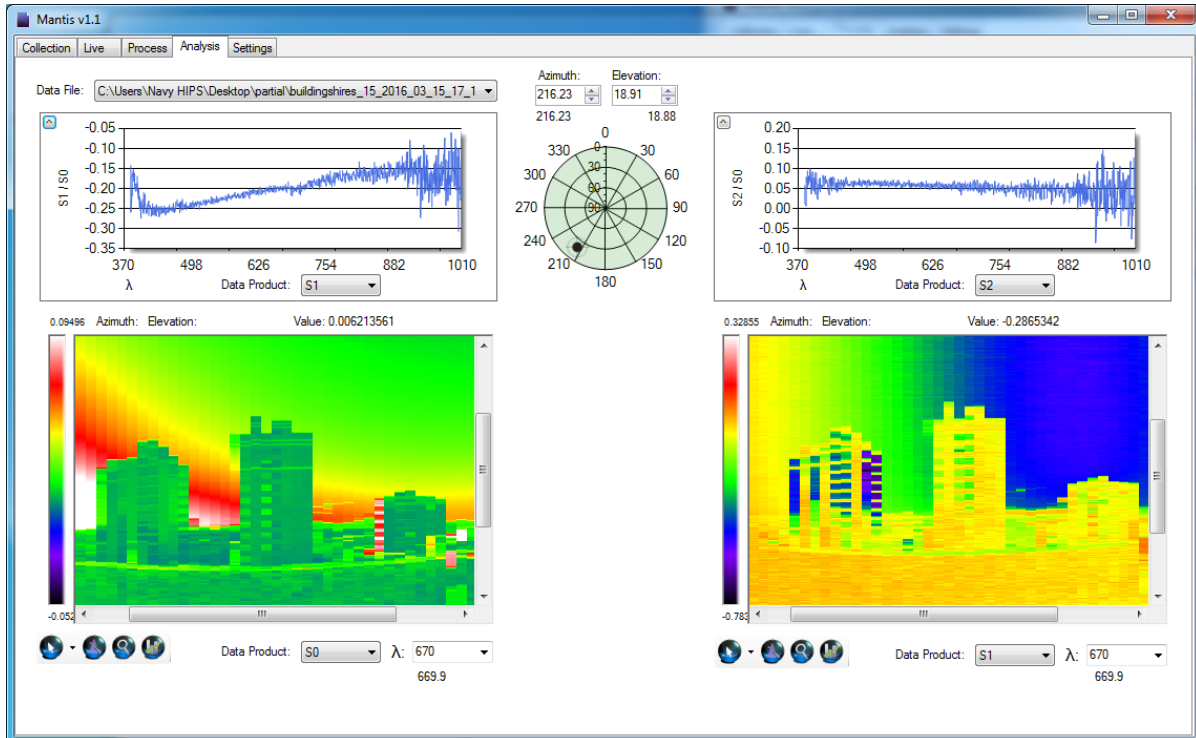 Mantis v1.1
Collection Live Process Analysis Settings
Data File: C:\Users\Navy HIPS\Desktop\partial\buildingshires_15_2016_03_15_17_1
Azimuth: Elevation:
216.23 18.91
216.23 18.88
S1 / S0
-0.05
-0.10
-0.15
-0.20
-0.25
-0.30
-0.35
370 498 626 754 882 1010
λ Data Product: S1
0
30
60
90
120
150
180
210
240
270
300
330
0
30
60
90
S2 / S0
0.20
0.15
0.10
0.05
0.00
-0.05
-0.10
370 498 626 754 882 1010
λ Data Product: S2
0.09496 Azimuth: Elevation: Value: 0.006213561
-0.052
Data Product: S0 λ: 670
669.9
0.32855 Azimuth: Elevation: Value: -0.2865342
-0.783
Data Product: S1 λ: 670
669.9